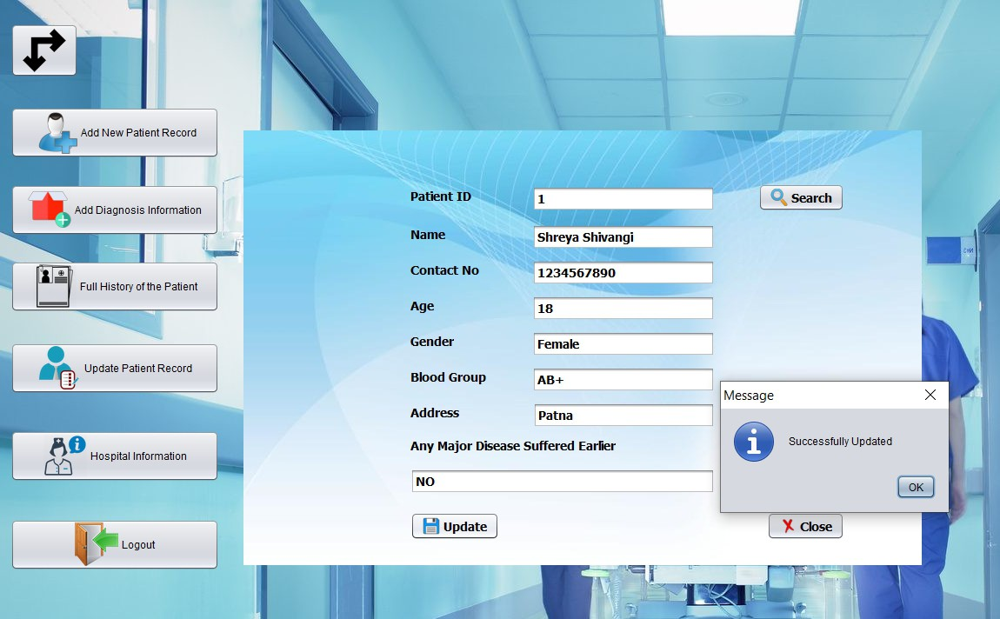 Add New Patient Record
Add Diagnosis Information
Full History of the Patient
Update Patient Record
Hospital Information
Logout
Patient ID 1 Search
Name Shreya Shivangi
Contact No 1234567890
Age 18
Gender Female
Blood Group AB+
Address Patna
Any Major Disease Suffered Earlier
NO
Update Close
Message
Successfully Updated
OK